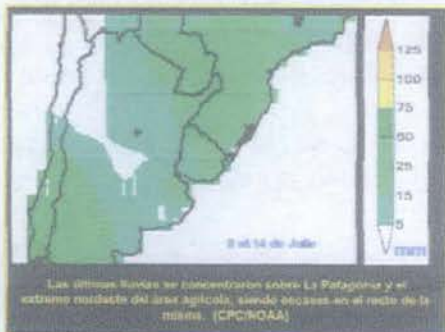 125
100
75
50
25
15
5
8 al 14 de Julio
Las últimas lluvias se concentraron sobre La Patagonia y el
extremo nordeste del área agrícola, siendo escasas en el resto de la
misma. (CPC/NOAA)